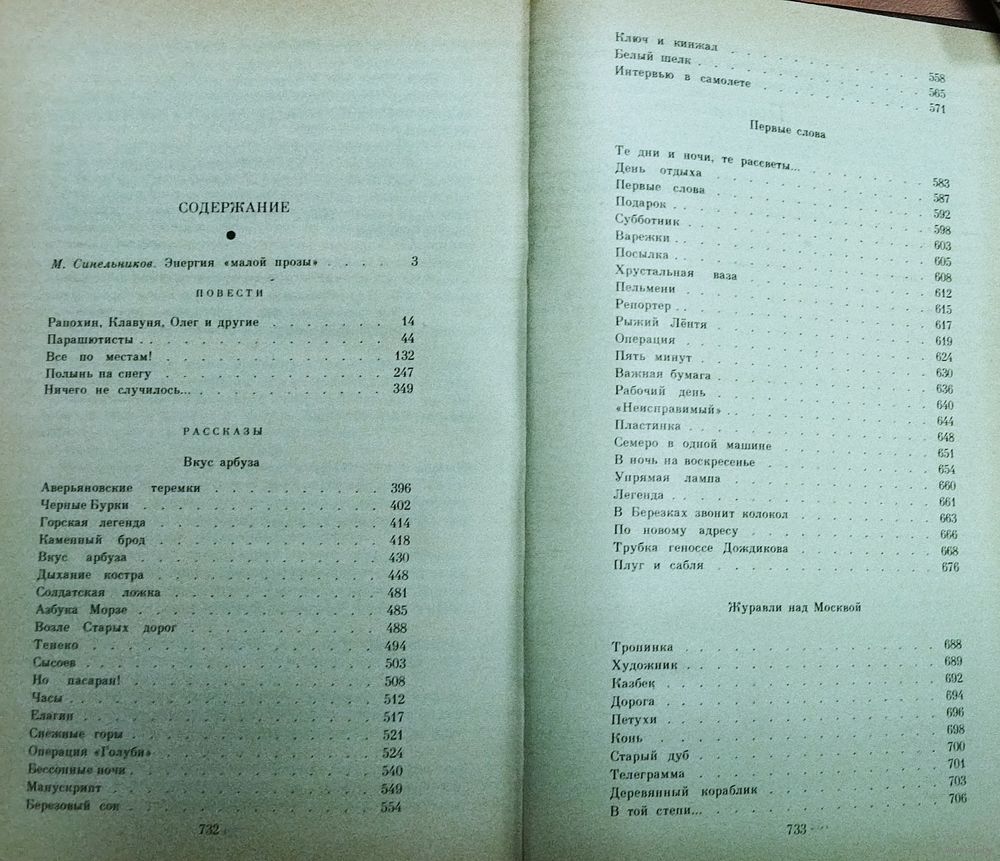 СОДЕРЖАНИЕ
М. Синельников. Энергия «малой прозы» . . . . 3
ПОВЕСТИ
Рапохин, Клавуня, Олег и другие . . . . . . . 14
Парашютисты . . . . . . . . . . . . 44
Все по местам! . . . . . . . . . . . 132
Полынь на снегу . . . . . . . . . . . 247
Ничего не случилось... . . . . . . . . . 349
РАССКАЗЫ
Вкус арбуза
Аверьяновские теремки . . . . . . . . . 396
Черные Бурки . . . . . . . . . . . . 402
Горская легенда . . . . . . . . . . . 414
Каменный брод . . . . . . . . . . . 418
Вкус арбуза . . . . . . . . . . . . 430
Дыхание костра . . . . . . . . . . . 448
Солдатская ложка . . . . . . . . . . 481
Азбука Морзе . . . . . . . . . . . . 485
Возле Старых дорог . . . . . . . . . 488
Тенеко . . . . . . . . . . . . . . 494
Сысоев . . . . . . . . . . . . . . 503
Но пасаран! . . . . . . . . . . . . 508
Часы . . . . . . . . . . . . . . . 512
Елагин . . . . . . . . . . . . . . 517
Снежные горы . . . . . . . . . . . . 521
Операция «Голуби» . . . . . . . . . . 524
Бессонные ночи . . . . . . . . . . . 540
Манускрипт . . . . . . . . . . . . 549
Березовый сок . . . . . . . . . . . 554
732
Ключ и кинжал . . . . . . . . . . . 558
Белый шелк . . . . . . . . . . . . 565
Интервью в самолете . . . . . . . . . 571
Первые слова
Те дни и ночи, те рассветы... . . . . . . . 583
День отдыха . . . . . . . . . . . . 587
Первые слова . . . . . . . . . . . . 592
Подарок . . . . . . . . . . . . . . 598
Субботник . . . . . . . . . . . . . 603
Варежки . . . . . . . . . . . . . . 605
Посылка . . . . . . . . . . . . . . 608
Хрустальная ваза . . . . . . . . . . . 612
Пельмени . . . . . . . . . . . . . 615
Репортер . . . . . . . . . . . . . 617
Рыжий Лёнтя . . . . . . . . . . . . 619
Операция . . . . . . . . . . . . . 624
Пять минут . . . . . . . . . . . . 630
Важная бумага . . . . . . . . . . . 636
Рабочий день . . . . . . . . . . . . 640
«Неисправимый» . . . . . . . . . . . 644
Пластинка . . . . . . . . . . . . . 648
Семеро в одной машине . . . . . . . . 651
В ночь на воскресенье . . . . . . . . . 654
Упрямая лампа . . . . . . . . . . . 660
Легенда . . . . . . . . . . . . . . 661
В Березках звонит колокол . . . . . . . 663
По новому адресу . . . . . . . . . . 666
Трубка геноссе Дождикова . . . . . . . 668
Плуг и сабля . . . . . . . . . . . . 676
Журавли над Москвой
Тропинка . . . . . . . . . . . . . 688
Художник . . . . . . . . . . . . . 689
Казбек . . . . . . . . . . . . . . 692
Дорога . . . . . . . . . . . . . . 694
Петухи . . . . . . . . . . . . . . 696
Конь . . . . . . . . . . . . . . . 698
Старый дуб . . . . . . . . . . . . 700
Телеграмма . . . . . . . . . . . . 701
Деревянный кораблик . . . . . . . . . 703
В той степи... . . . . . . . . . . . . 706
733